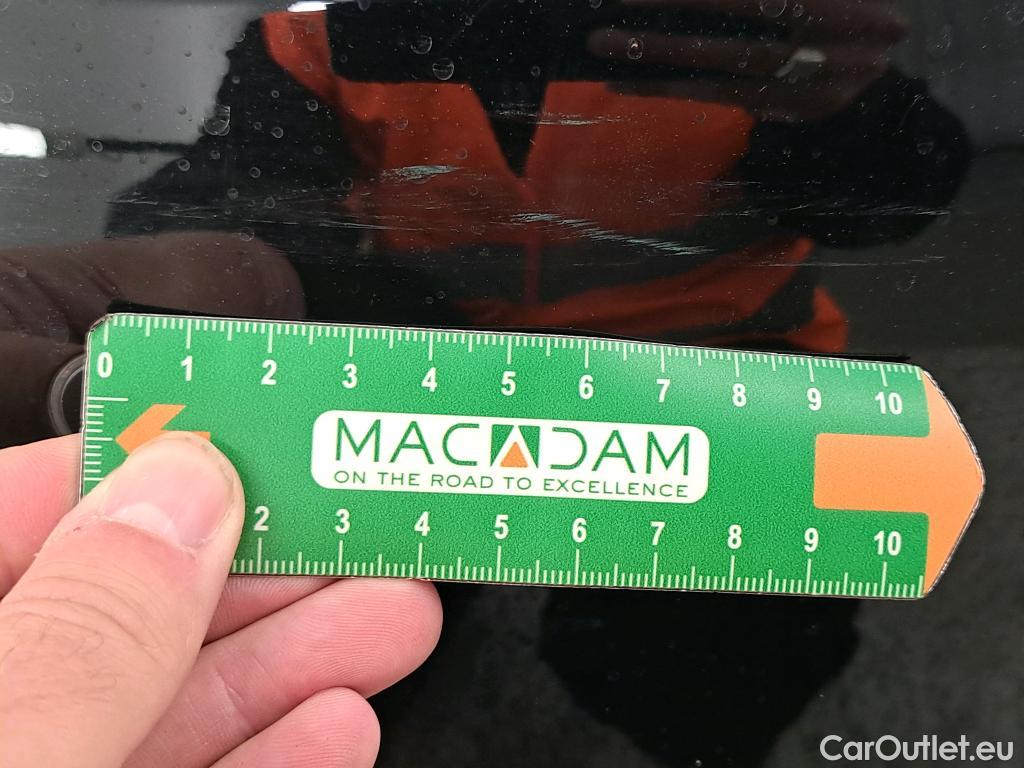 0 1 2 3 4 5 6 7 8 9 10
MACADAM
ON THE ROAD TO EXCELLENCE
2 3 4 5 6 7 8 9 10
CarOutlet.eu